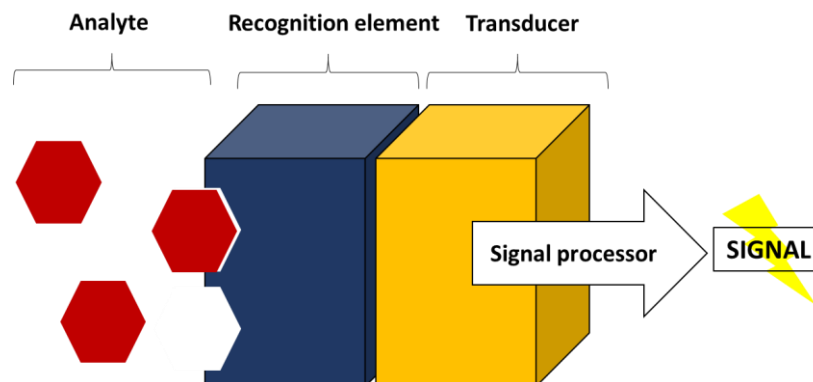 Analyte
Recognition element
Transducer
Signal processor
SIGNAL